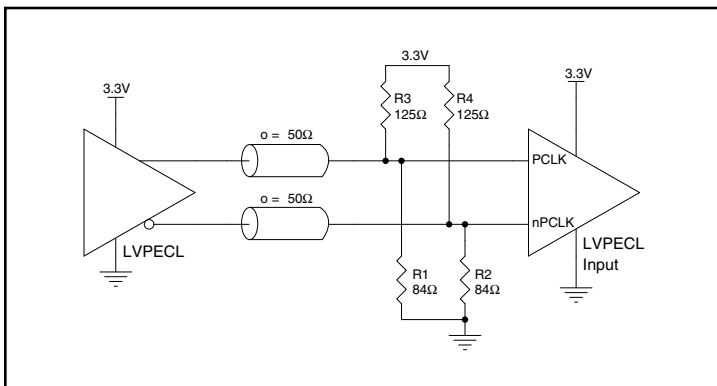 3.3V
3.3V
3.3V
R3
125Ω
R4
125Ω
o = 50Ω
PCLK
o = 50Ω
nPCLK
LVPECL
LVPECL
Input
R1
84Ω
R2
84Ω